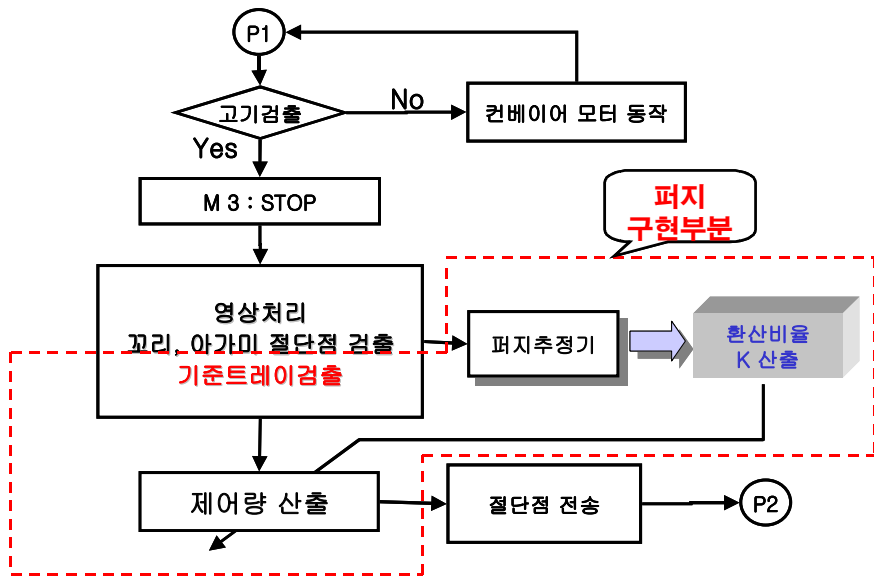 P1
고기검출
No
컨베이어 모터 동작
Yes
M 3 : STOP
퍼지
구현부분
영상처리
꼬리, 아가미 절단점 검출
기준트레이검출
퍼지추정기
환산비율
K 산출
제어량 산출
절단점 전송
P2